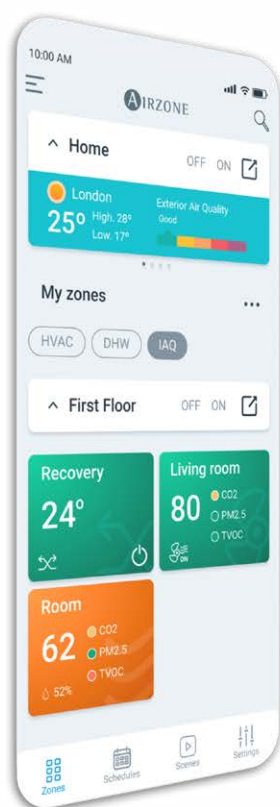 10:00 AM
AIRZONE
Home OFF ON
London
25° High. 28°
Low. 17°
Exterior Air Quality
Good
My zones
HVAC DHW IAQ
First Floor OFF ON
Recovery
24°
Living room
80
CO2
PM2.5
TVOC
ON
Room
62
CO2
PM2.5
TVOC
52%
Zones Schedules Scenes Settings